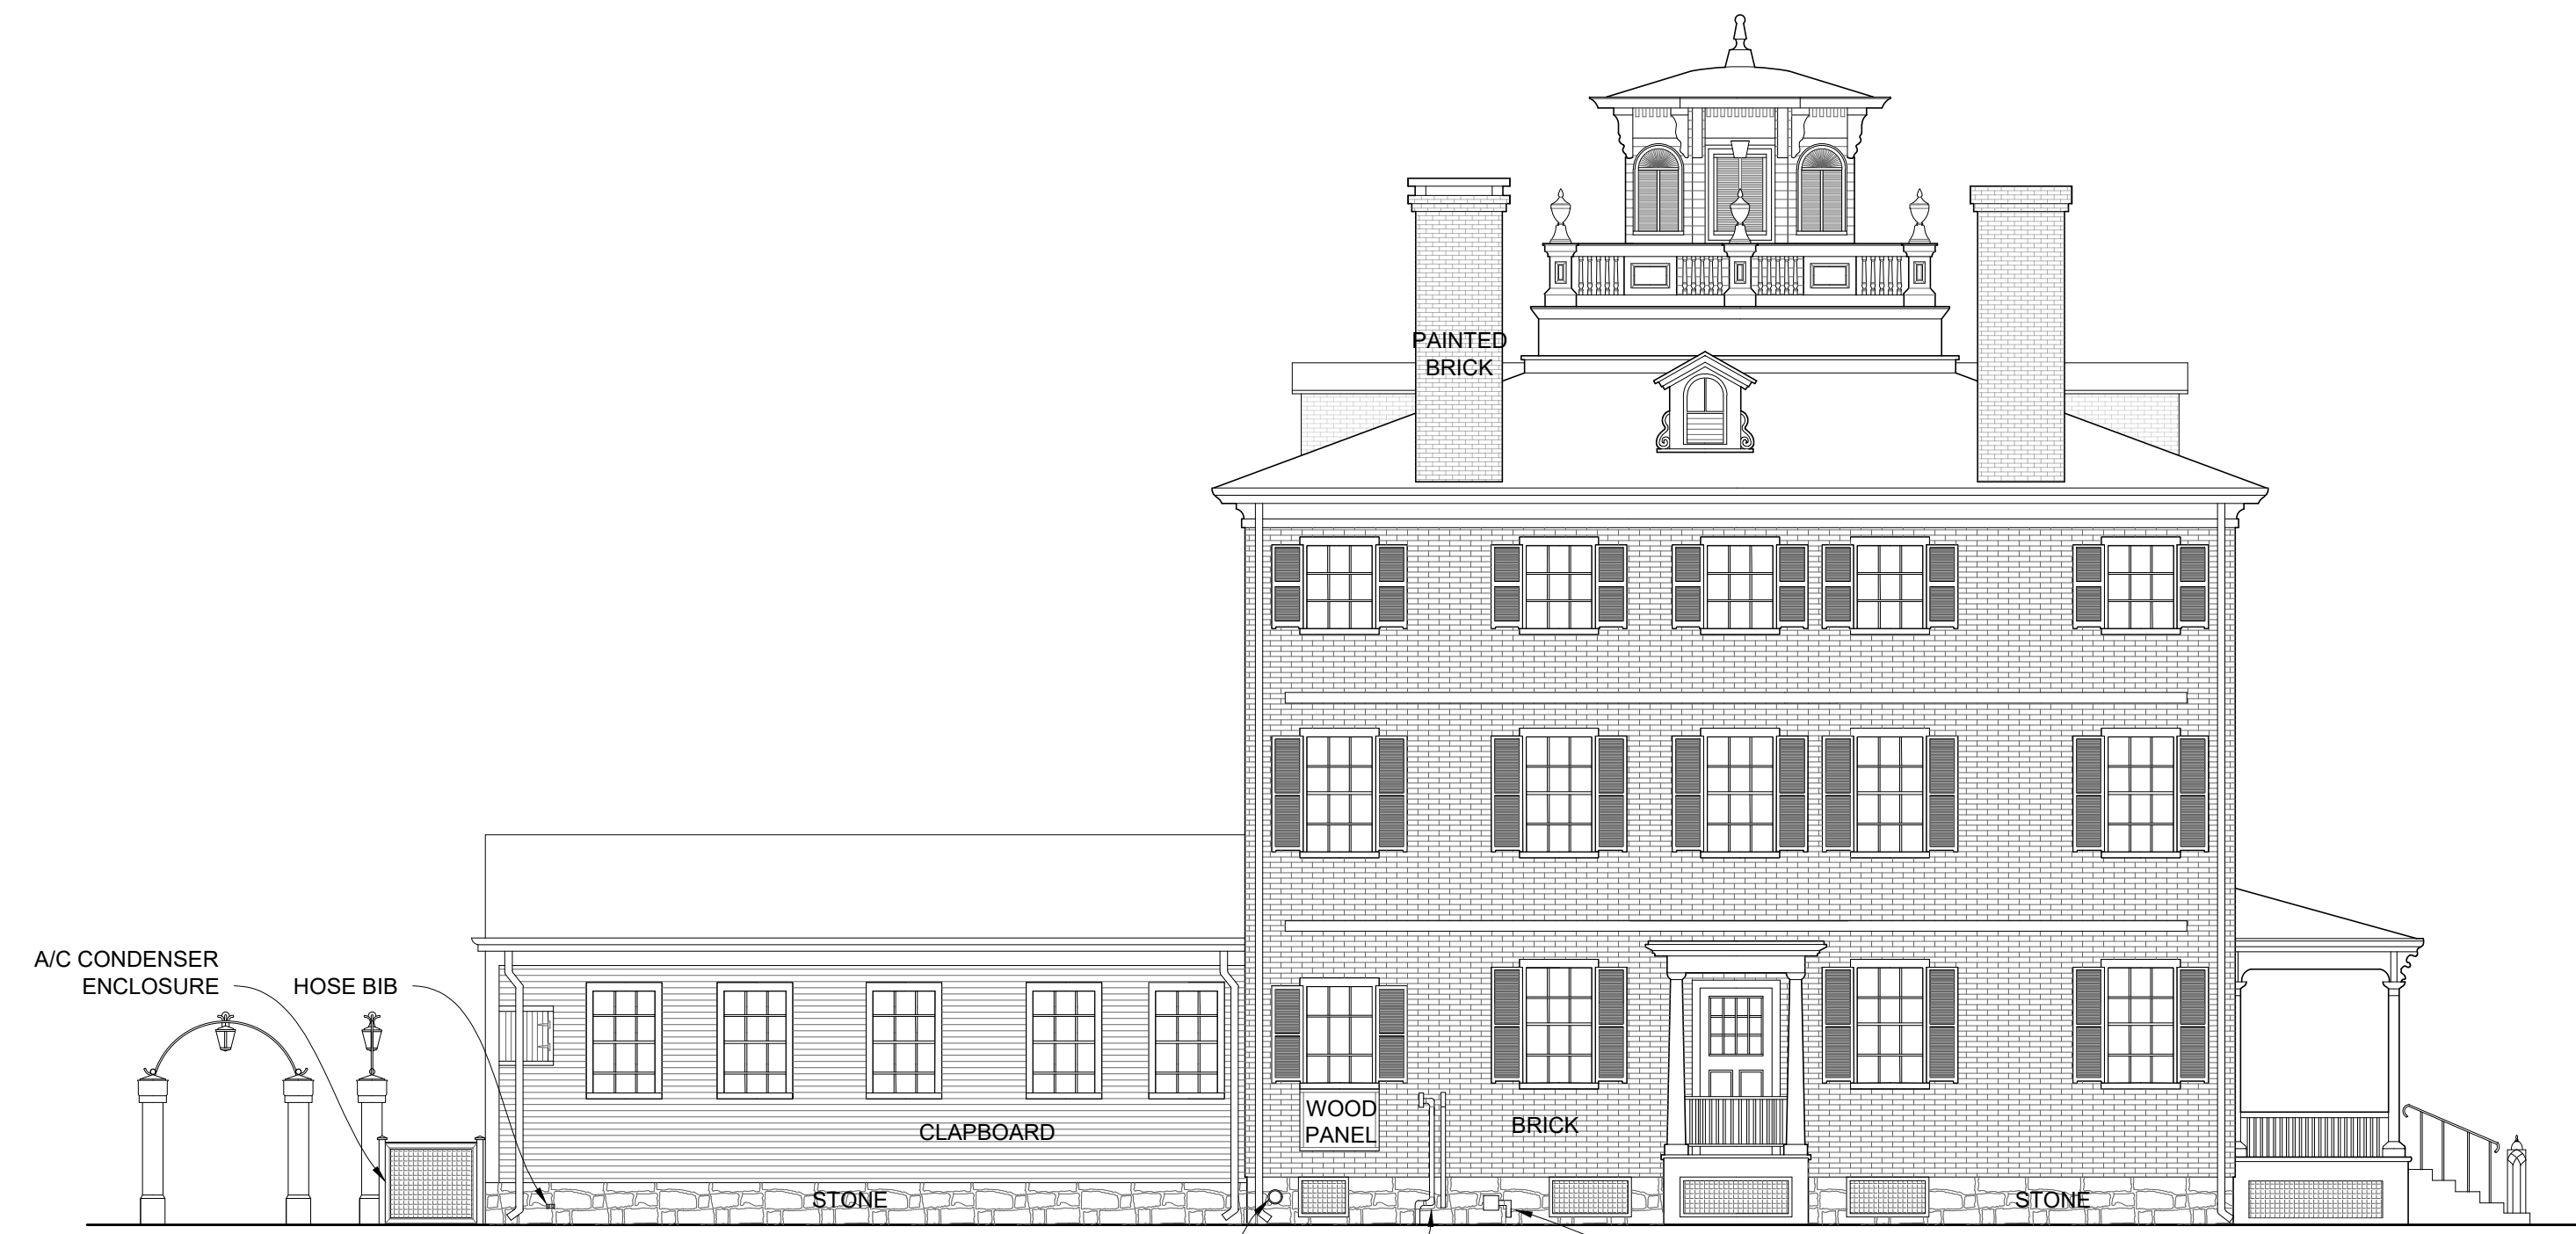 PAINTED
BRICK
A/C CONDENSER
ENCLOSURE
HOSE BIB
WOOD
PANEL
BRICK
CLAPBOARD
STONE
STONE